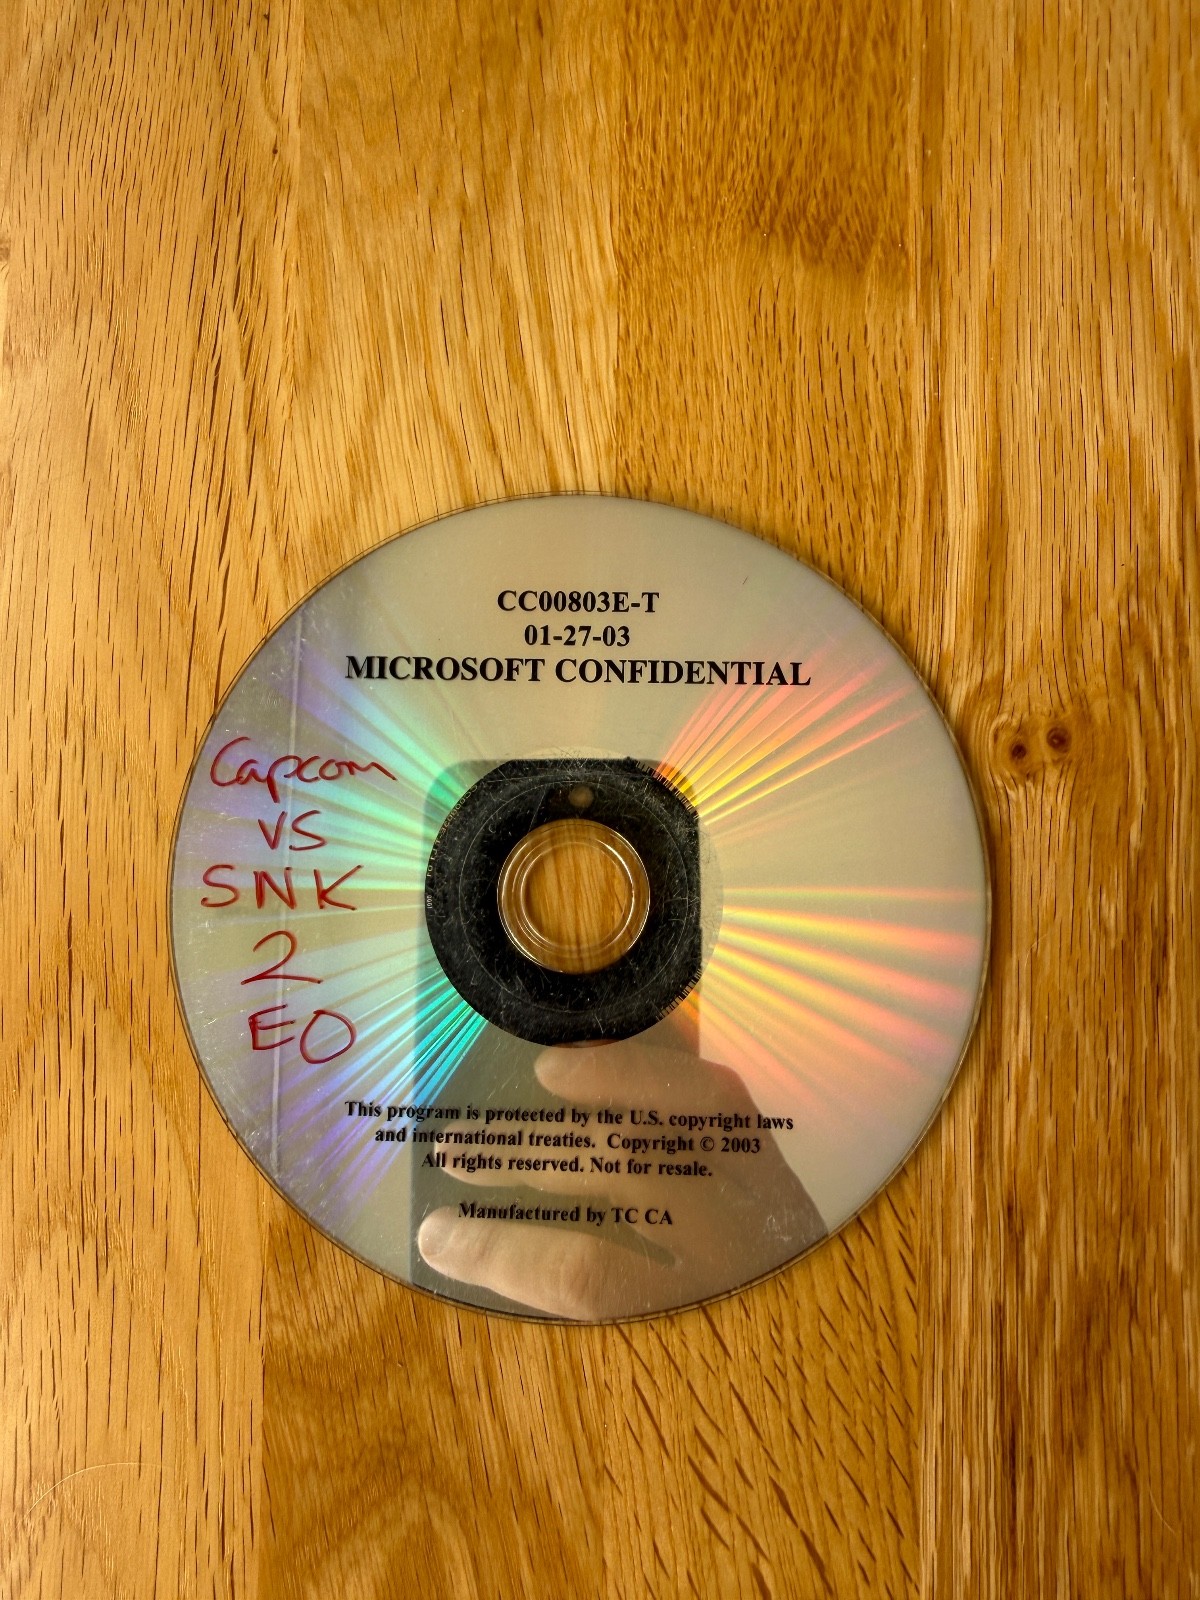 CC00803E-T
01-27-03
MICROSOFT CONFIDENTIAL
Capcom
VS
SNK
2
EO
This program is protected by the U.S. copyright laws
and international treaties. Copyright © 2003
All rights reserved. Not for resale.
Manufactured by TC CA